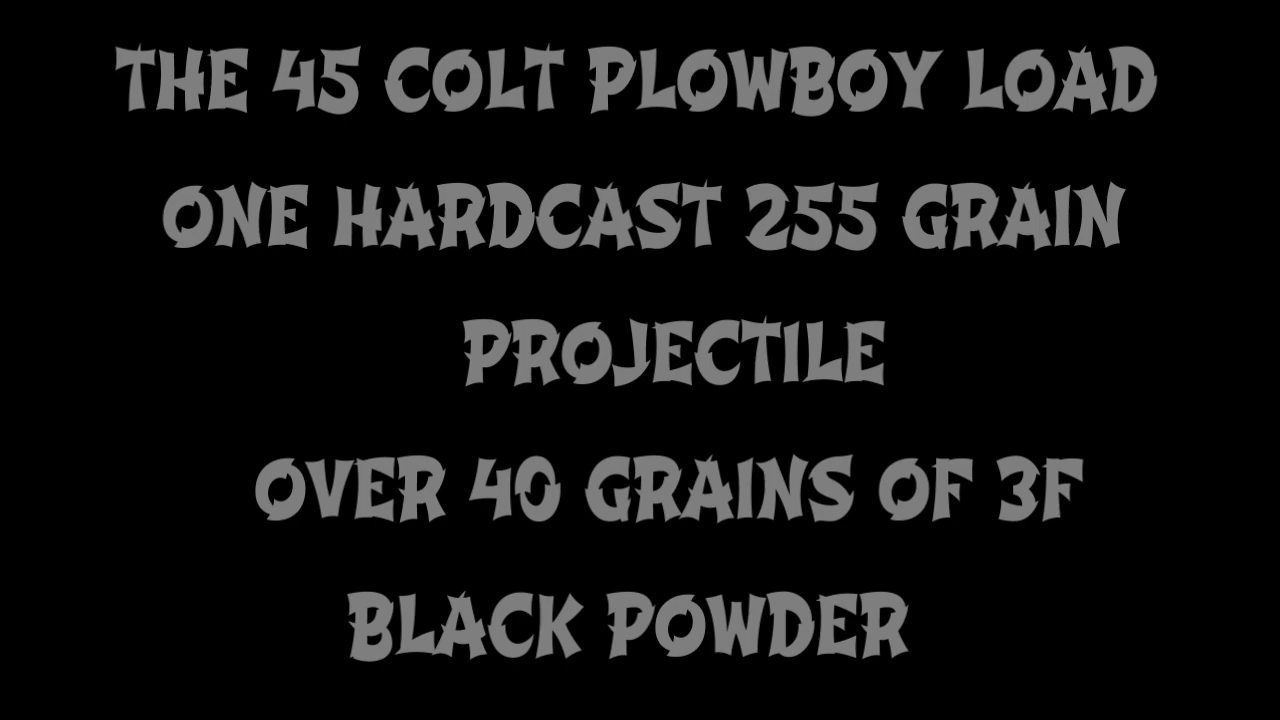 THE 45 COLT PLOWBOY LOAD
ONE HARDCAST 255 GRAIN
PROJECTILE
OVER 40 GRAINS OF 3F
BLACK POWDER